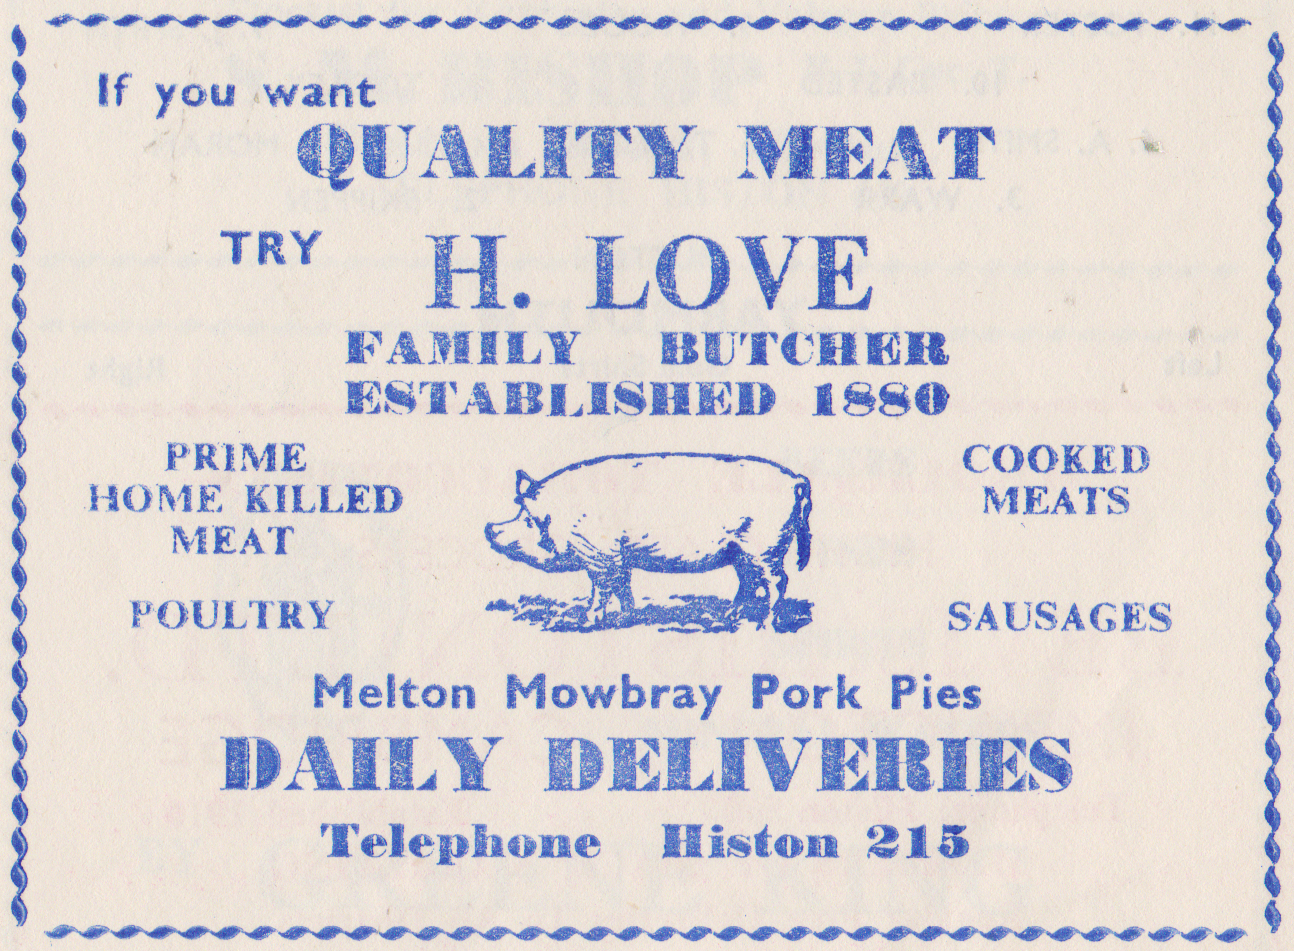 If you want
QUALITY MEAT
TRY H. LOVE
FAMILY BUTCHER
ESTABLISHED 1880
PRIME
HOME KILLED
MEAT
POULTRY
COOKED
MEATS
SAUSAGES
Melton Mowbray Pork Pies
DAILY DELIVERIES
Telephone Histon 215